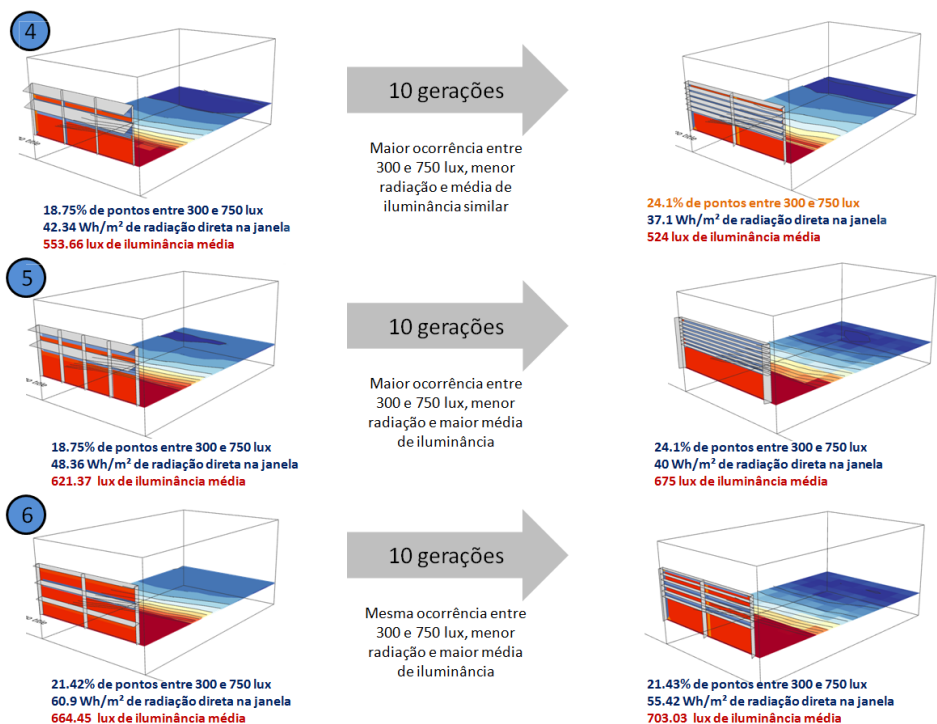 4
10 gerações
Maior ocorrência entre
300 e 750 lux, menor
radiação e média de
iluminância similar
18.75% de pontos entre 300 e 750 lux
42.34 Wh/m² de radiação direta na janela
553.66 lux de iluminância média
24.1% de pontos entre 300 e 750 lux
37.1 Wh/m² de radiação direta na janela
524 lux de iluminância média
5
10 gerações
Maior ocorrência entre
300 e 750 lux, menor
radiação e maior média
de iluminância
18.75% de pontos entre 300 e 750 lux
48.36 Wh/m² de radiação direta na janela
621.37 lux de iluminância média
24.1% de pontos entre 300 e 750 lux
40 Wh/m² de radiação direta na janela
675 lux de iluminância média
6
10 gerações
Mesma ocorrência entre
300 e 750 lux, menor
radiação e maior média
de iluminância
21.42% de pontos entre 300 e 750 lux
60.9 Wh/m² de radiação direta na janela
664.45 lux de iluminância média
21.43% de pontos entre 300 e 750 lux
55.42 Wh/m² de radiação direta na janela
703.03 lux de iluminância média